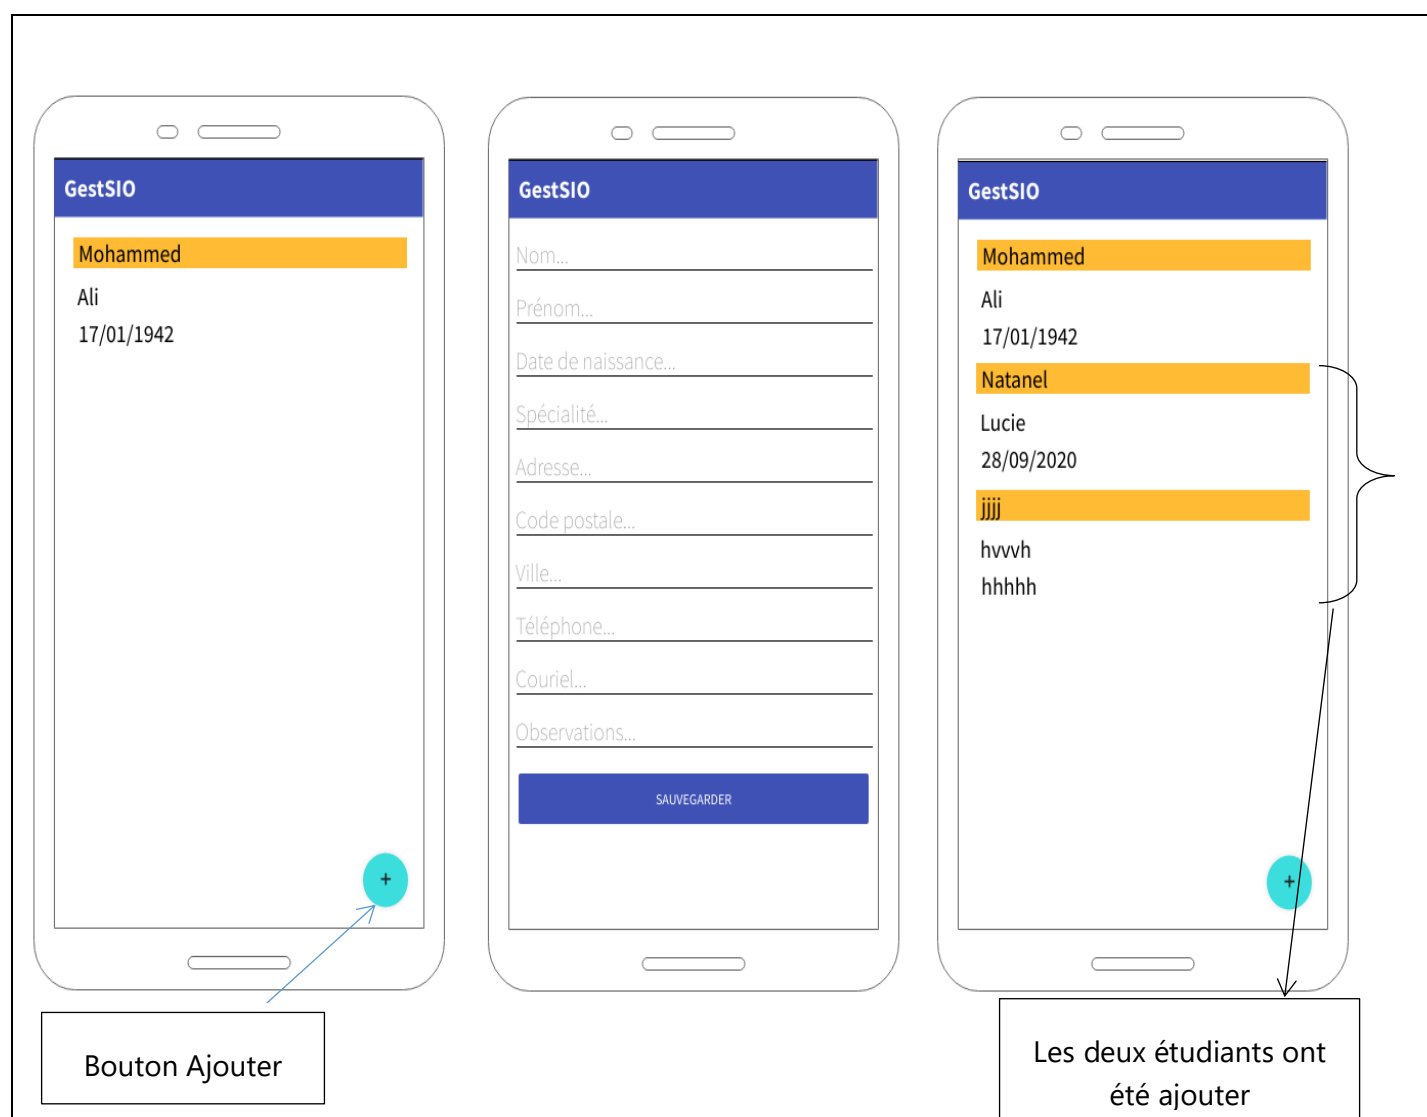 GestSIO
Mohammed
Ali
17/01/1942
+
Bouton Ajouter
GestSIO
Nom...
Prénom...
Date de naissance...
Spécialité...
Adresse...
Code postale...
Ville...
Téléphone...
Couriel...
Observations...
SAUVEGARDER
GestSIO
Mohammed
Ali
17/01/1942
Natanel
Lucie
28/09/2020
jjjj
hvvvh
hhhhh
+
Les deux étudiants ont
été ajouter